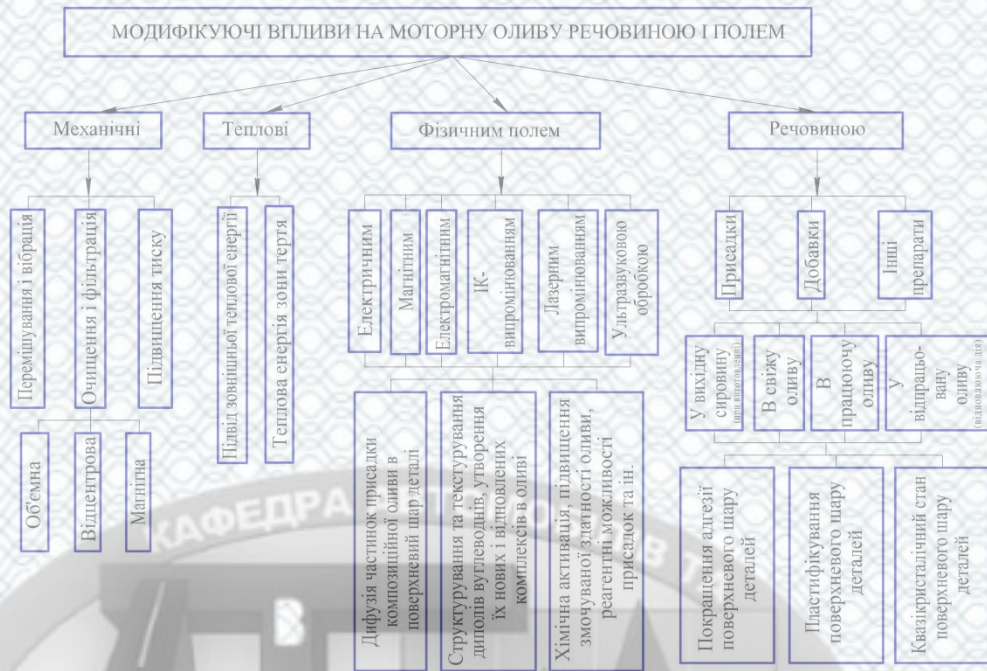 МОДИФІКУЮЧІ ВПЛИВИ НА МОТОРНУ ОЛИВУ РЕЧОВИНОЮ І ПОЛЕМ
Механічні
Теплові
Фізичним полем
Речовиною
Перемішування і вібрація
Очищення і фільтрація
Підвищення тиску
Підвід зовнішньої теплової енергії
Теплова енергія зони тертя
Електричним
Магнітним
Електромагнітним
ІК-
випромінюванням
Лазерним
випромінюванням
Ультразвуковою
обробкою
Присадки
Добавки
Інші
препарати
У вихідну
сировину
(при виготовленні)
В свіжу
оливу
В
працюючу
оливу
У
відпрацьо-
вану
оливу
(відновлююча дія)
Об'ємна
Відцентрова
Магнітна
Дифузія частинок присадки
композиційної оливи в
поверхневий шар деталі
Структурування та текстурування
диполів вуглеводнів, утворення
їх нових і відновлених
комплексів в оливі
Хімічна активація, підвищення
змочуваної здатності оливи,
реагентні можливості
присадок та ін.
Покращення адгезії
поверхневого шару
деталей
Пластифікування
поверхневого шару
деталей
Квазікристалічний стан
поверхневого шару
деталей
КАФЕДРА